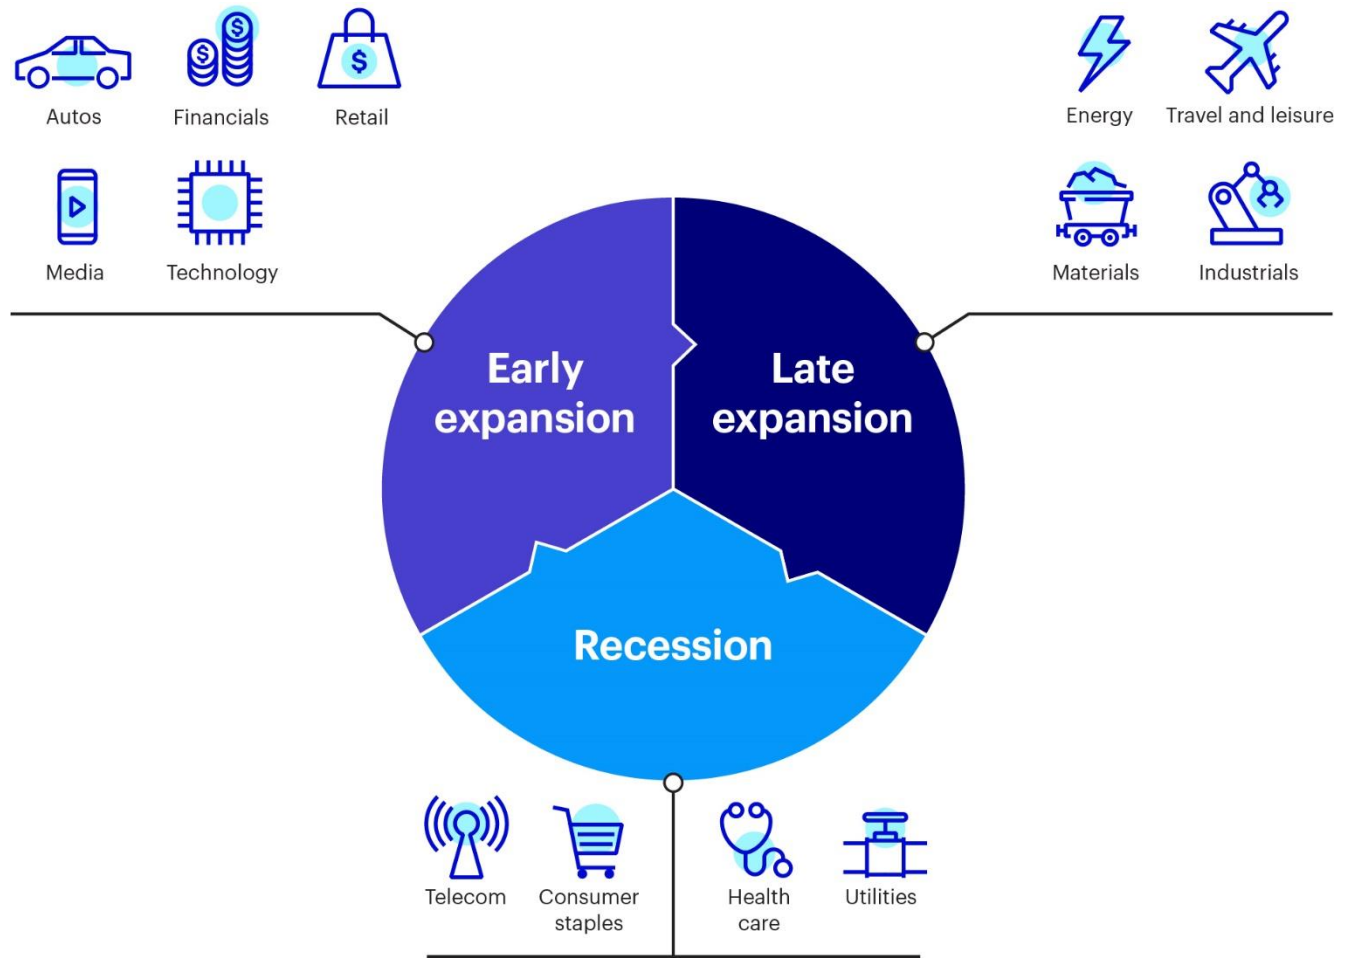 Autos
Financials
Retail
Media
Technology
Energy
Travel and leisure
Materials
Industrials
Early
expansion
Late
expansion
Recession
Telecom
Consumer
staples
Health
care
Utilities